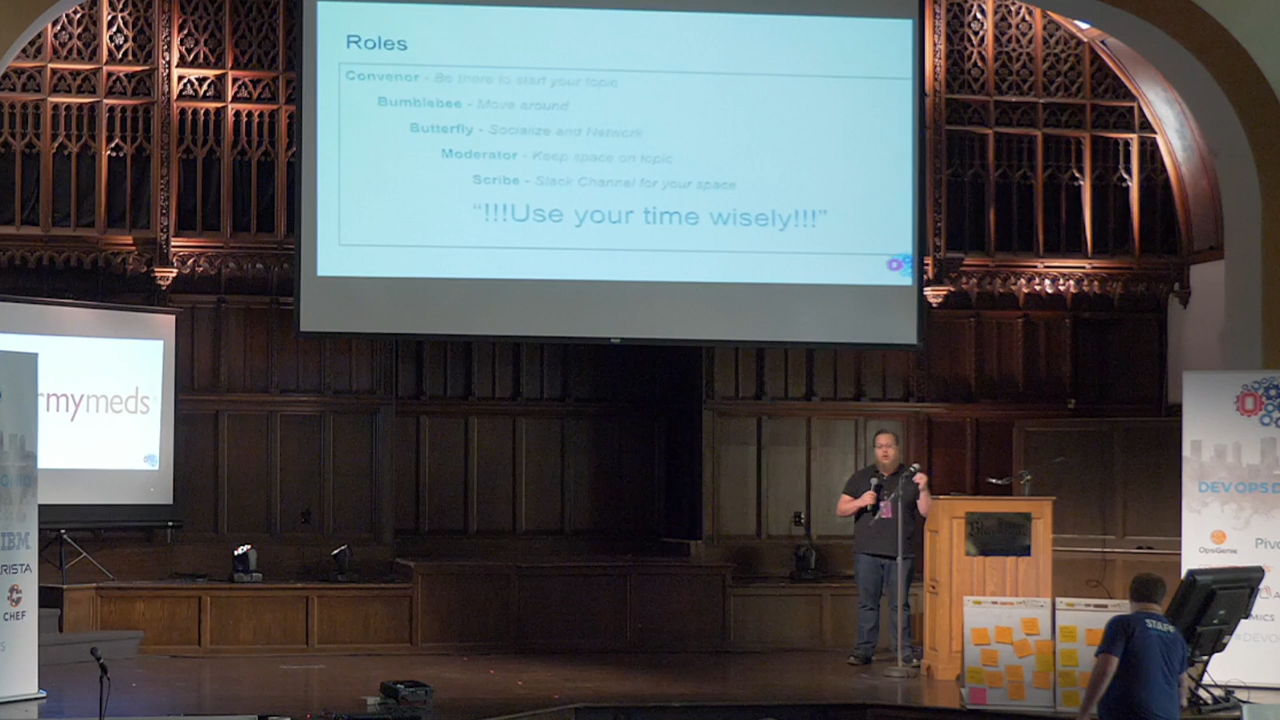 Roles
Convenor - Be there to start your topic
Bumblebee - Move around
Butterfly - Socialize and Network
Moderator - Keep space on topic
Scribe - Slack Channel for your space
“!!!Use your time wisely!!!”
rmymeds
IBM
RISTA
CHEF
DEVOPSD
OpsGenie
Pivo
MICS
#DEVO
STAFF